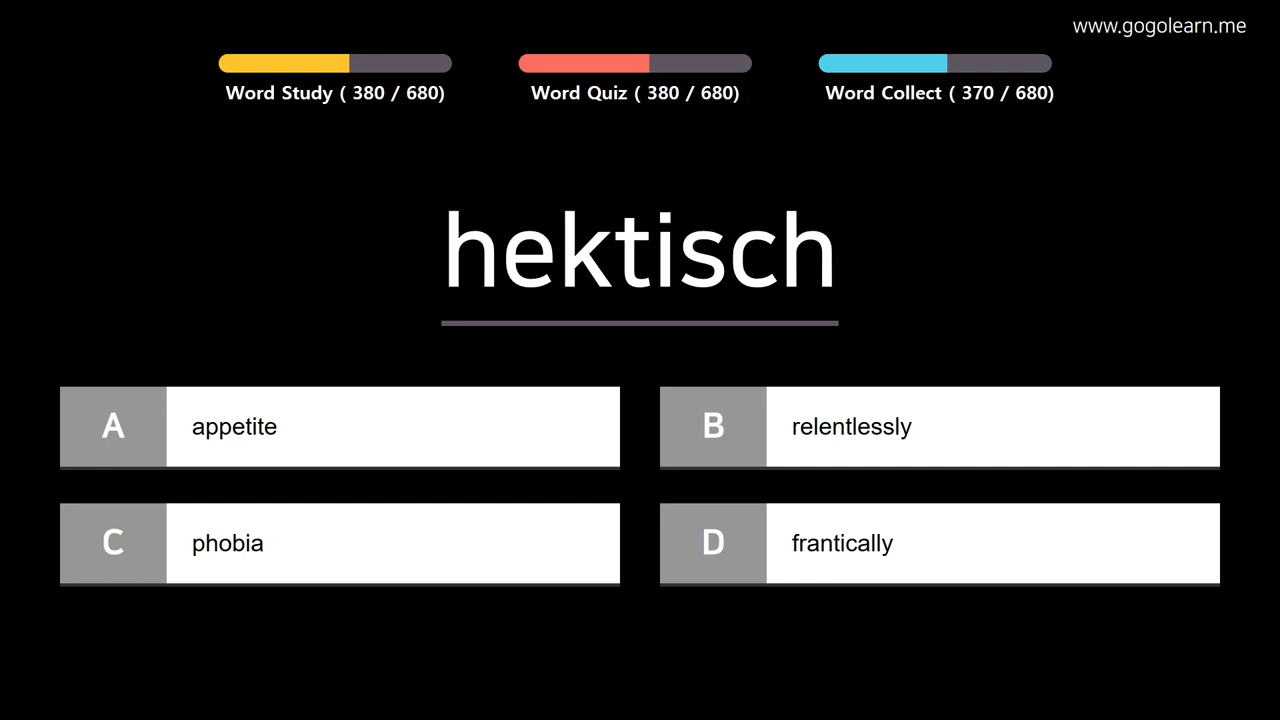 www.gogolearn.me
Word Study ( 380 / 680)
Word Quiz ( 380 / 680)
Word Collect ( 370 / 680)
hektisch
A appetite
B relentlessly
C phobia
D frantically